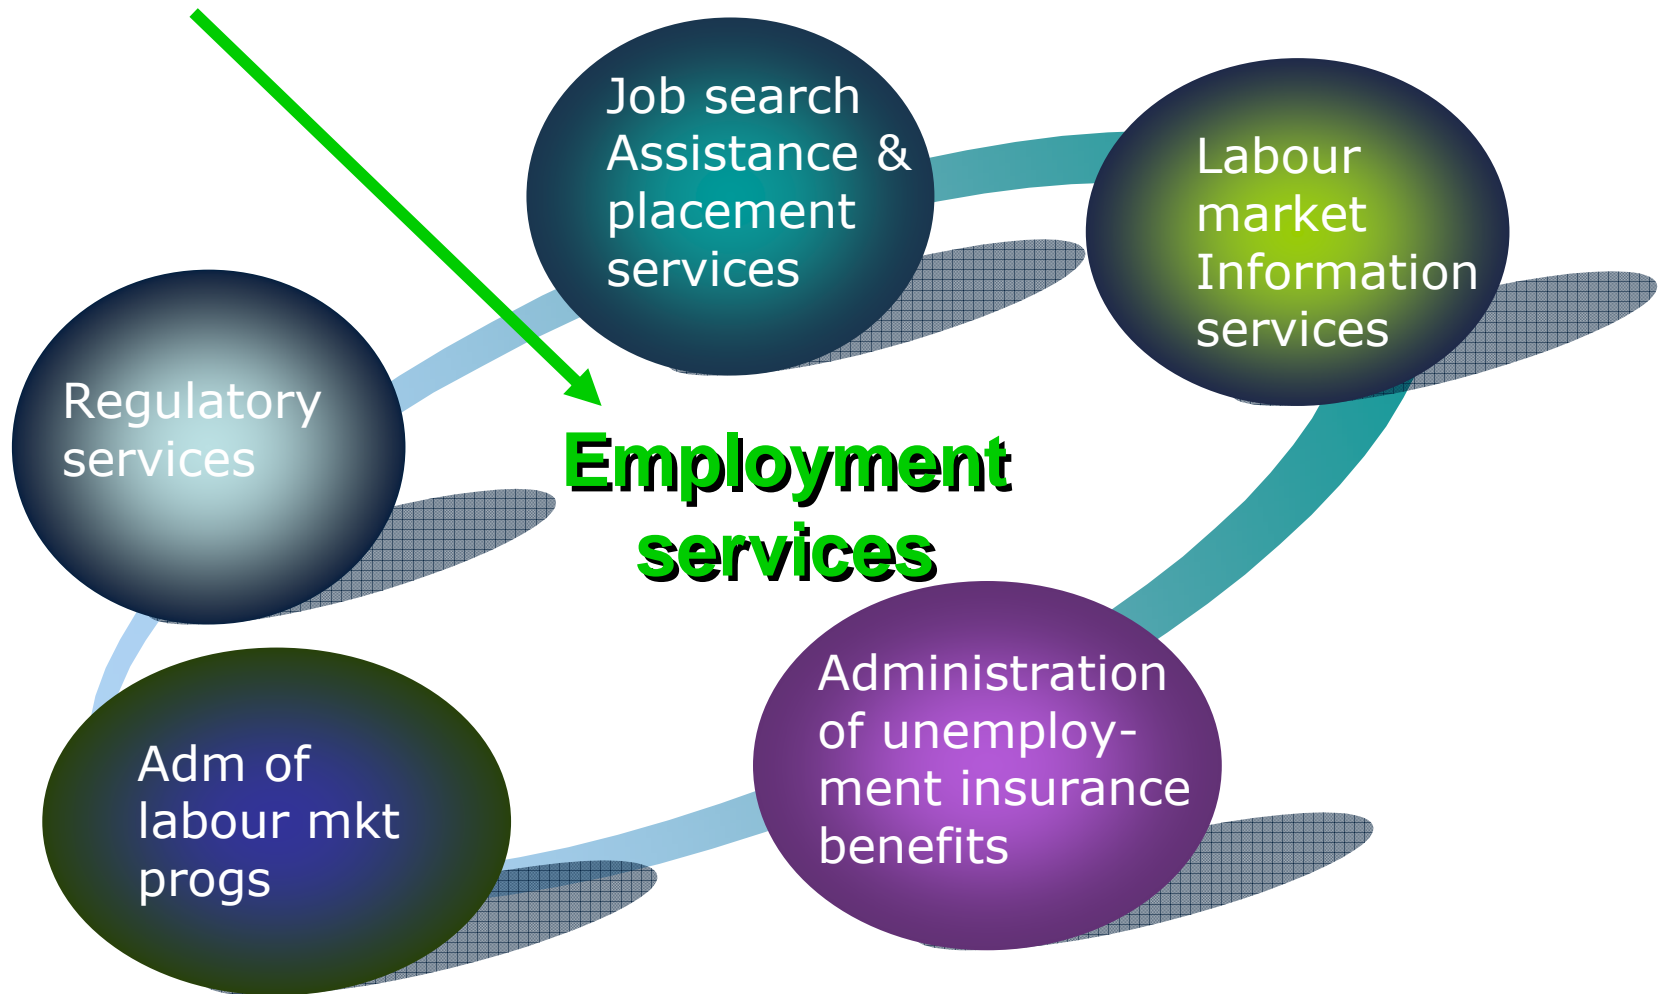 Job search
Assistance &
placement
services
Labour
market
Information
services
Regulatory
services
Employment
services
Adm of
labour mkt
progs
Administration
of unemploy-
ment insurance
benefits